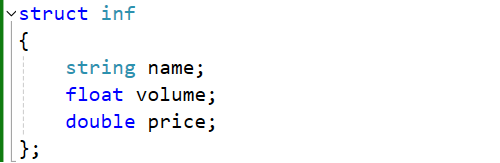 struct inf
{
    string name;
    float volume;
    double price;
};